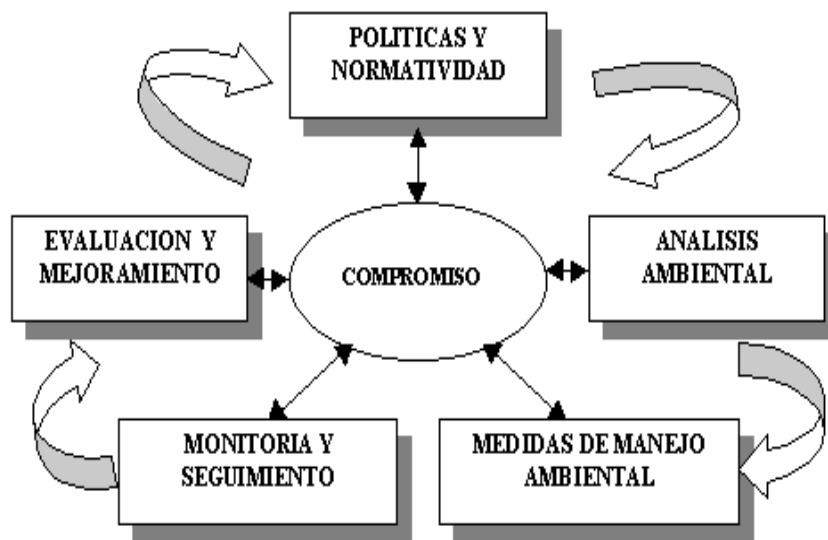 POLITICAS Y
NORMATIVIDAD
EVALUACION Y
MEJORAMIENTO
COMPROMISO
ANALISIS
AMBIENTAL
MONITORIA Y
SEGUIMIENTO
MEDIDAS DE MANEJO
AMBIENTAL